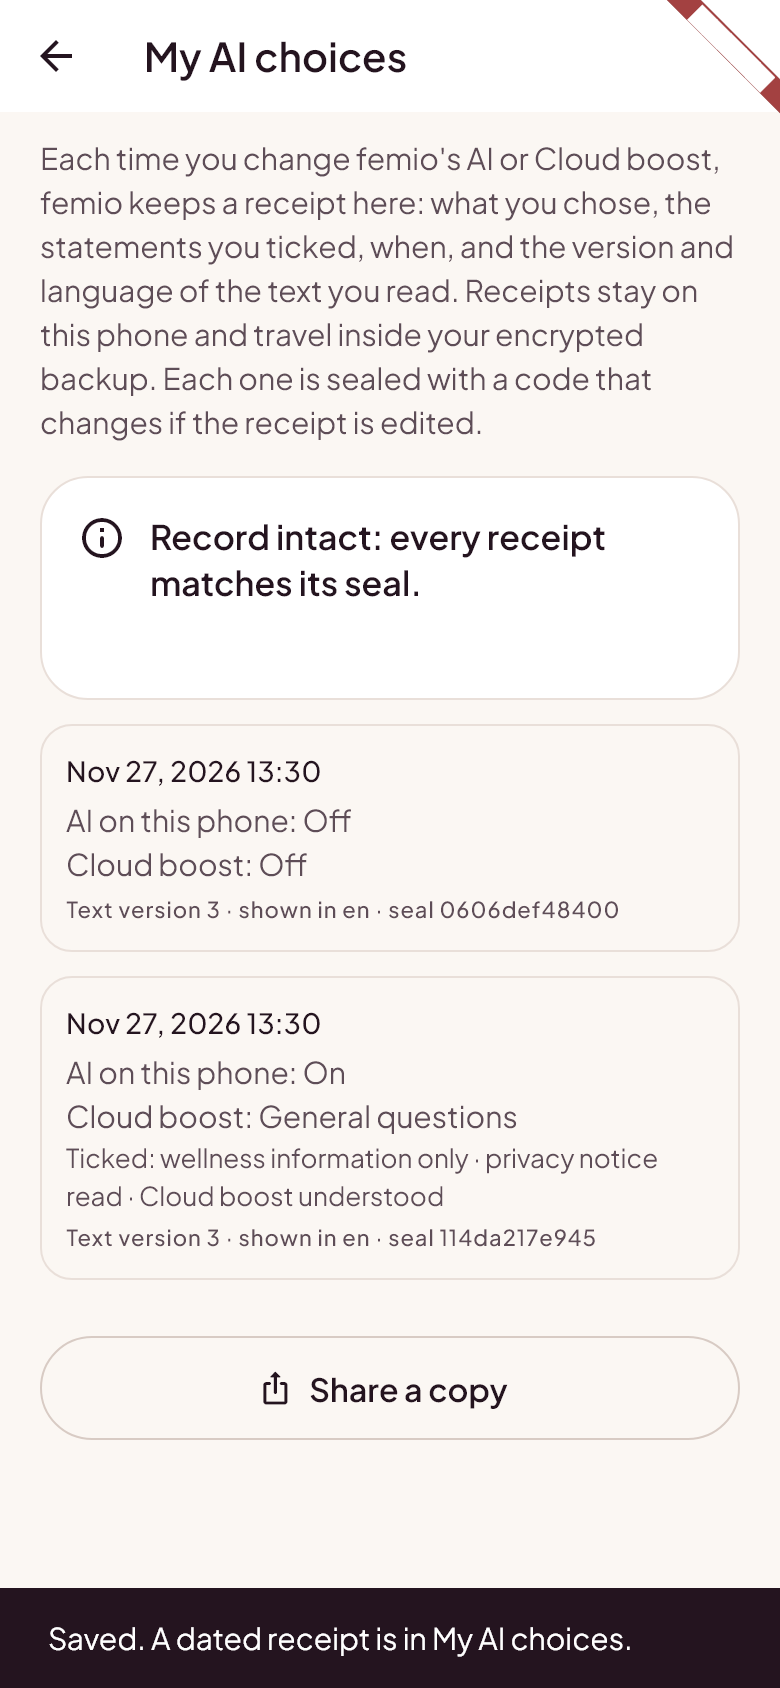 My AI choices
Each time you change femio's AI or Cloud boost,
femio keeps a receipt here: what you chose, the
statements you ticked, when, and the version and
language of the text you read. Receipts stay on
this phone and travel inside your encrypted
backup. Each one is sealed with a code that
changes if the receipt is edited.
Record intact: every receipt
matches its seal.
Nov 27, 2026 13:30
AI on this phone: Off
Cloud boost: Off
Text version 3 · shown in en · seal 0606def48400
Nov 27, 2026 13:30
AI on this phone: On
Cloud boost: General questions
Ticked: wellness information only · privacy notice
read · Cloud boost understood
Text version 3 · shown in en · seal 114da217e945
Share a copy
Saved. A dated receipt is in My AI choices.